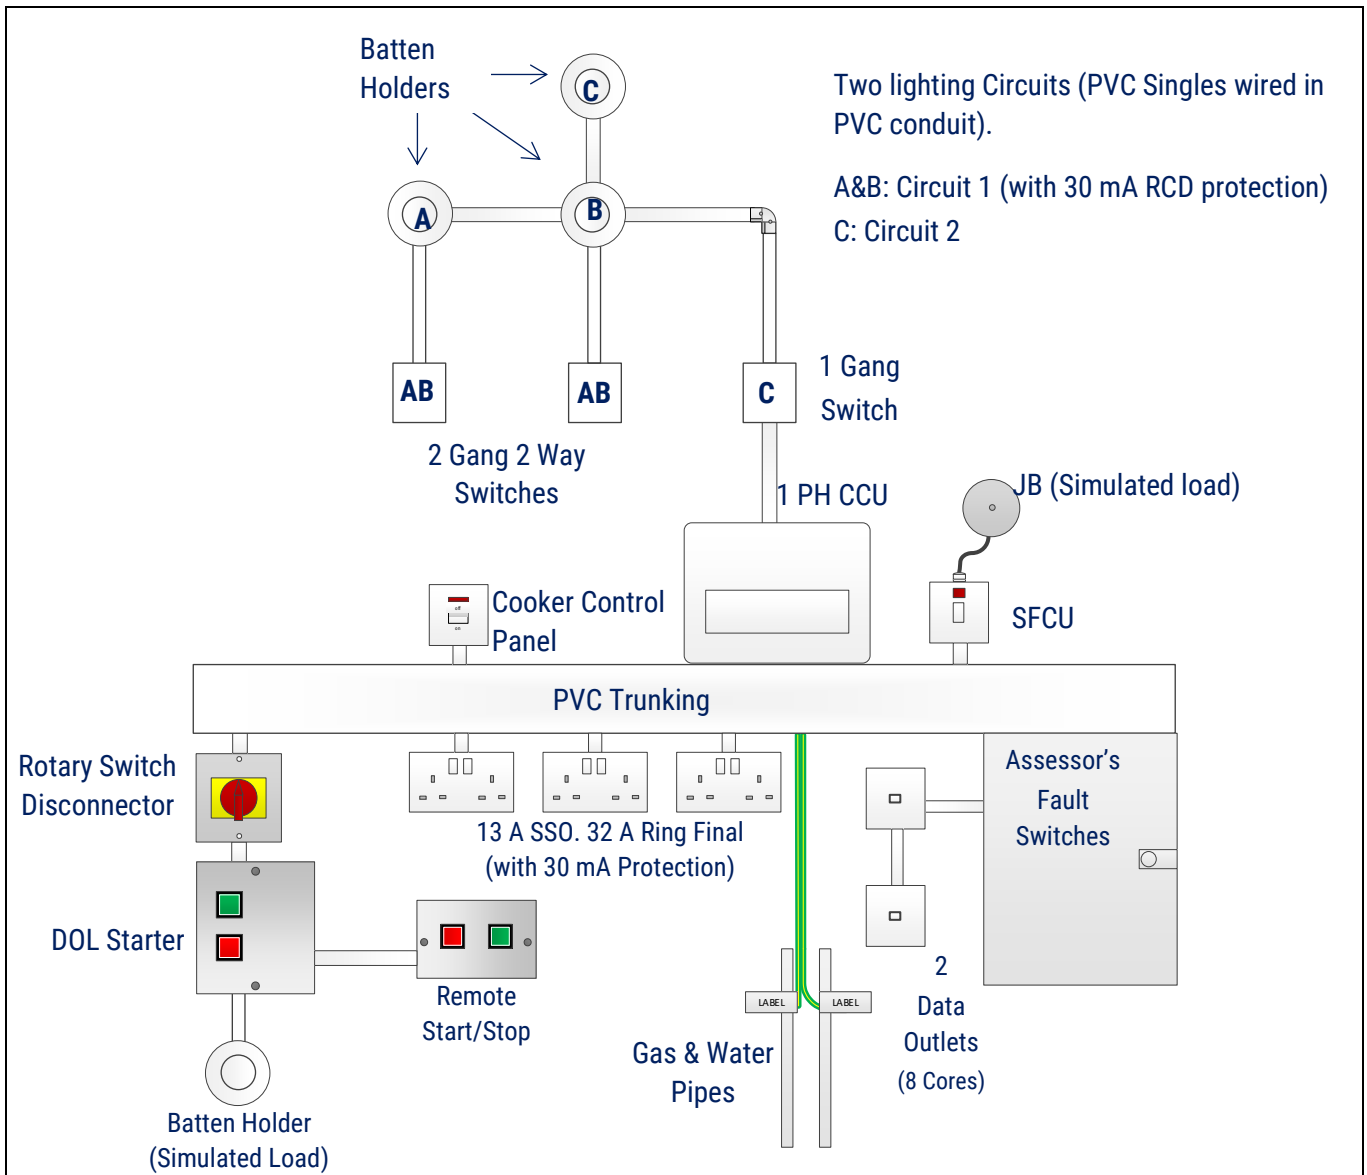 Batten
Holders
C
Two lighting Circuits (PVC Singles wired in
PVC conduit).
A&B: Circuit 1 (with 30 mA RCD protection)
C: Circuit 2
A
B
AB
AB
C
1 Gang
Switch
2 Gang 2 Way
Switches
1 PH CCU
JB (Simulated load)
Cooker Control
Panel
off
on
SFCU
PVC Trunking
Rotary Switch
Disconnector
13 A SSO. 32 A Ring Final
(with 30 mA Protection)
Assessor’s
Fault
Switches
DOL Starter
Remote
Start/Stop
LABEL
LABEL
Gas & Water
Pipes
2
Data
Outlets
(8 Cores)
Batten Holder
(Simulated Load)